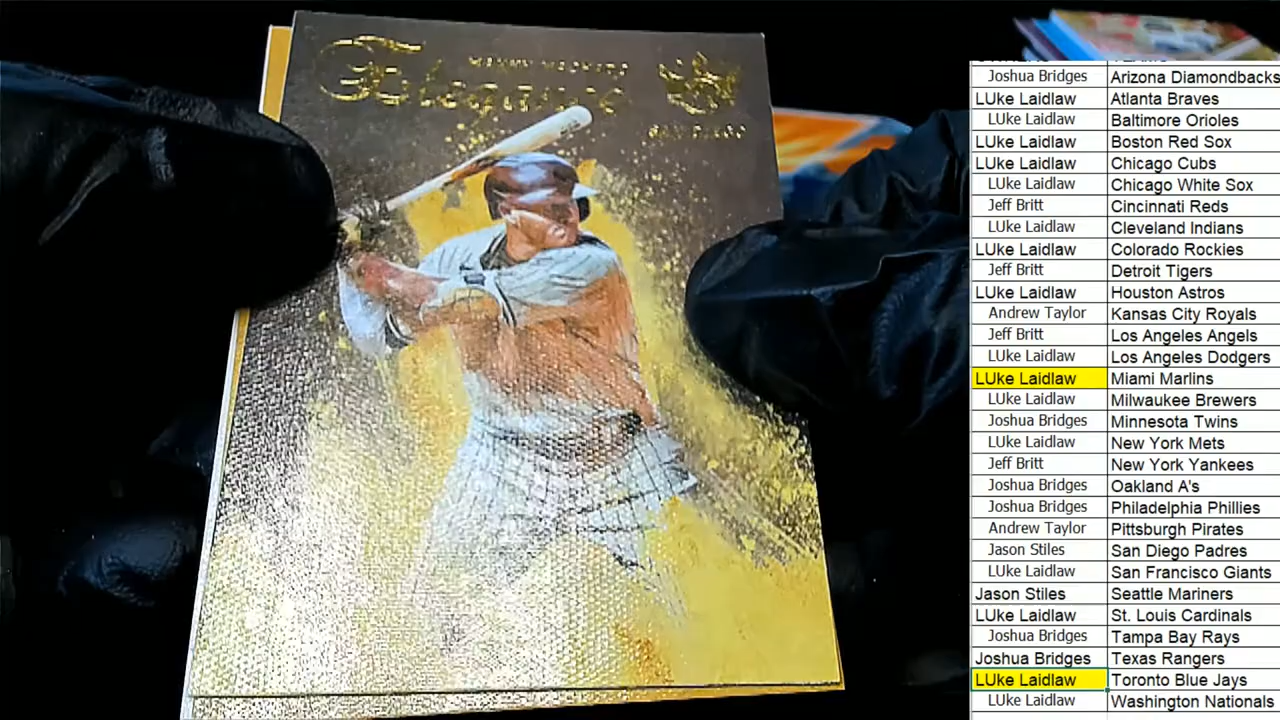 MANNY MACHADO
Elegance
SAN DIEGO
Joshua Bridges Arizona Diamondbacks
LUke Laidlaw Atlanta Braves
LUke Laidlaw Baltimore Orioles
LUke Laidlaw Boston Red Sox
LUke Laidlaw Chicago Cubs
LUke Laidlaw Chicago White Sox
Jeff Britt Cincinnati Reds
LUke Laidlaw Cleveland Indians
LUke Laidlaw Colorado Rockies
Jeff Britt Detroit Tigers
LUke Laidlaw Houston Astros
Andrew Taylor Kansas City Royals
Jeff Britt Los Angeles Angels
LUke Laidlaw Los Angeles Dodgers
LUke Laidlaw Miami Marlins
LUke Laidlaw Milwaukee Brewers
Joshua Bridges Minnesota Twins
LUke Laidlaw New York Mets
Jeff Britt New York Yankees
Joshua Bridges Oakland A's
Joshua Bridges Philadelphia Phillies
Andrew Taylor Pittsburgh Pirates
Jason Stiles San Diego Padres
LUke Laidlaw San Francisco Giants
Jason Stiles Seattle Mariners
LUke Laidlaw St. Louis Cardinals
Joshua Bridges Tampa Bay Rays
Joshua Bridges Texas Rangers
LUke Laidlaw Toronto Blue Jays
LUke Laidlaw Washington Nationals